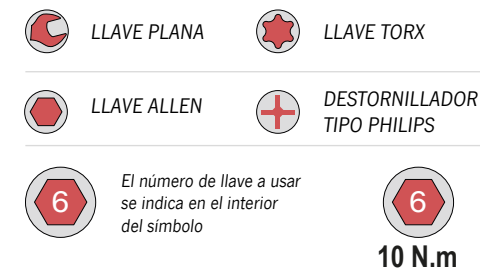 LLAVE PLANA
LLAVE TORX
LLAVE ALLEN
DESTORNILLADOR
TIPO PHILIPS
6
El número de llave a usar
se indica en el interior
del símbolo
6
10 N.m